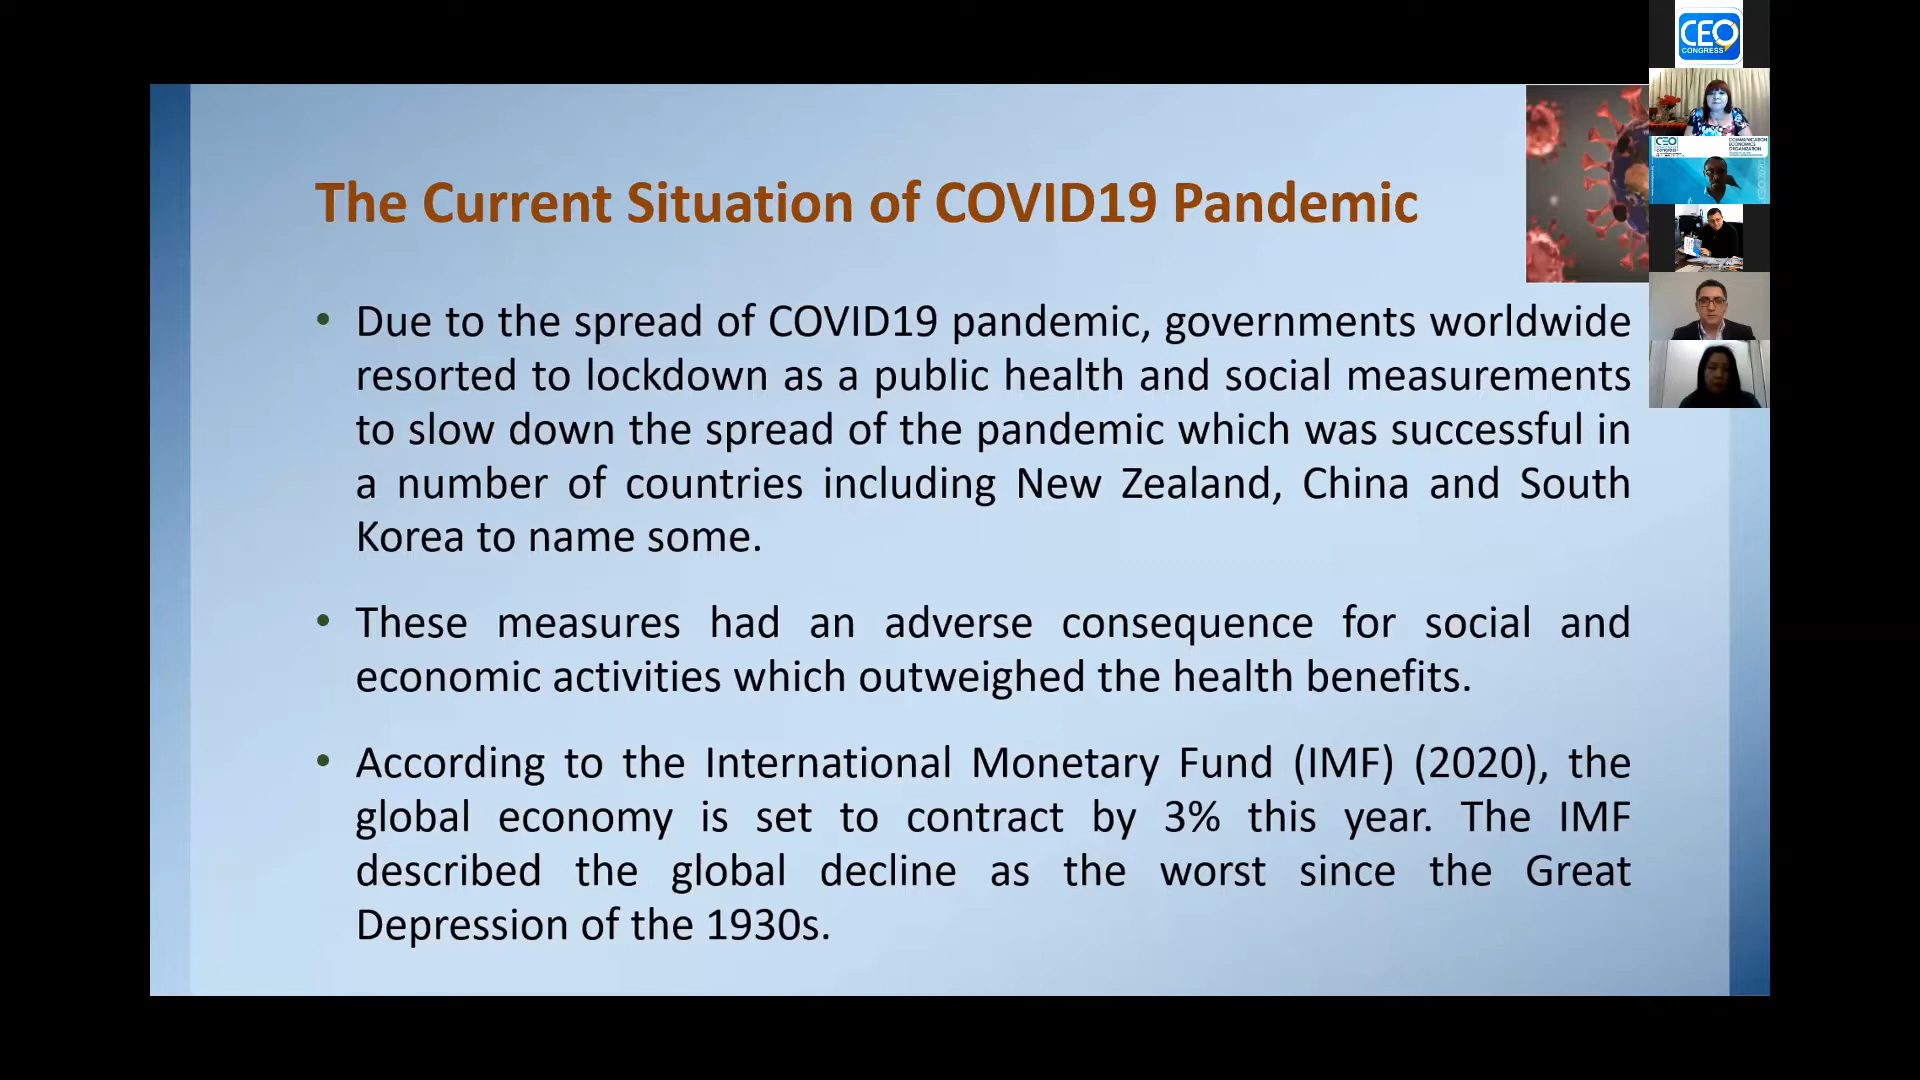 CEO
CONGRESS
CEO
COMMUNICATION
ECONOMICS
ORGANIZATION
The Current Situation of COVID19 Pandemic
• Due to the spread of COVID19 pandemic, governments worldwide
resorted to lockdown as a public health and social measurements
to slow down the spread of the pandemic which was successful in
a number of countries including New Zealand, China and South
Korea to name some.
• These measures had an adverse consequence for social and
economic activities which outweighed the health benefits.
• According to the International Monetary Fund (IMF) (2020), the
global economy is set to contract by 3% this year. The IMF
described the global decline as the worst since the Great
Depression of the 1930s.